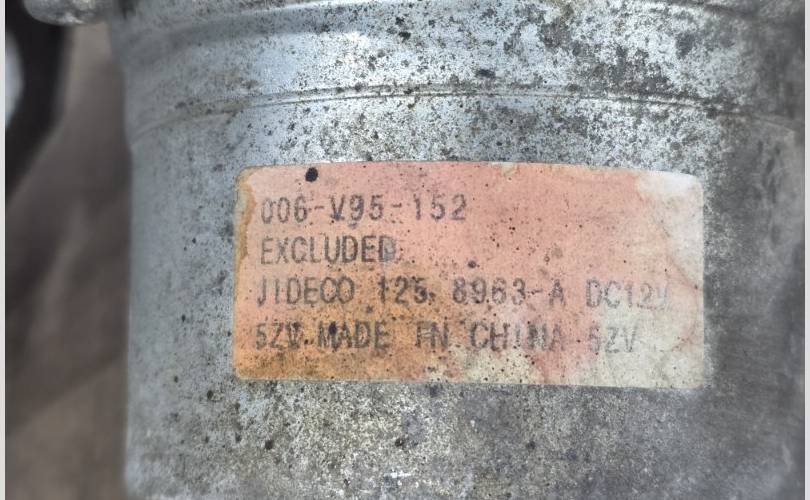 006-V95-152
EXCLUDED
JIDECO 125 8963-A DC12V
5ZV MADE IN CHINA 5ZV